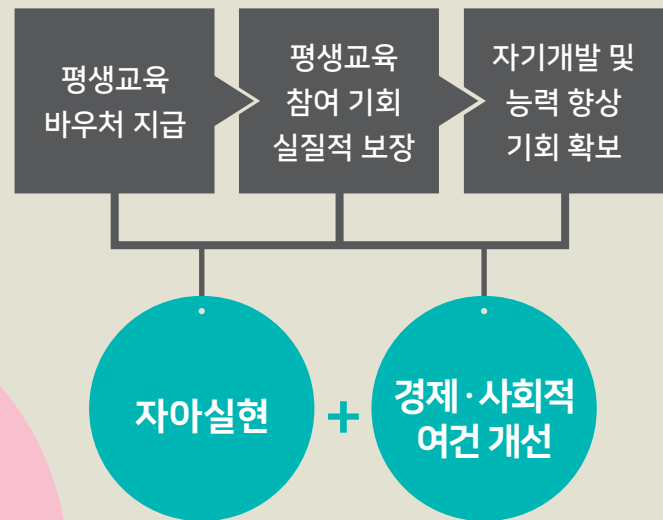 평생교육
바우처 지급
평생교육
참여 기회
실질적 보장
자기개발 및
능력 향상
기회 확보
자아실현
+
경제·사회적
여건 개선